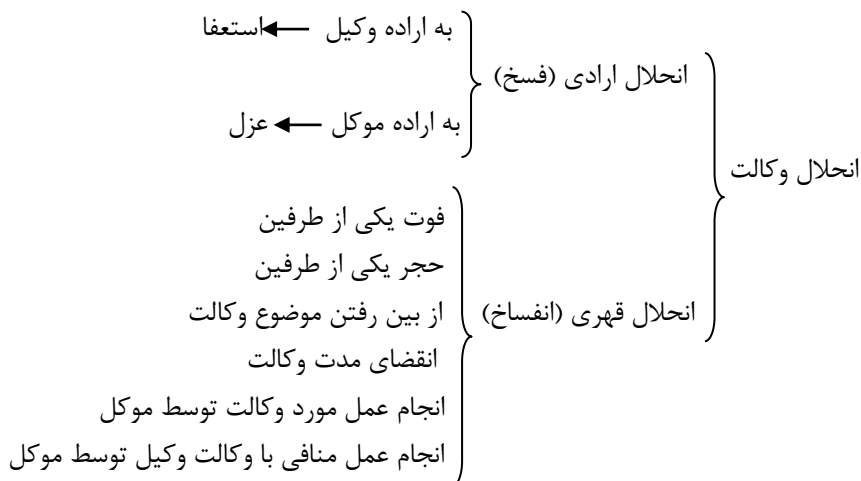 به اراده وکیل ← استعفا
انحلال ارادی (فسخ)
به اراده موکل ← عزل
انحلال وکالت
فوت یکی از طرفین
حجر یکی از طرفین
انحلال قهری (انفساخ)
از بین رفتن موضوع وکالت
انقضای مدت وکالت
انجام عمل مورد وکالت توسط موکل
انجام عمل منافی با وکالت وکیل توسط موکل